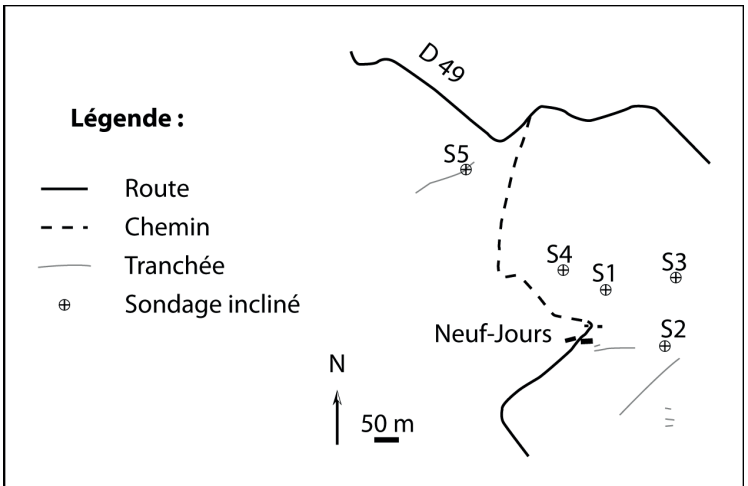 D 49
Légende :
S5
Route
Chemin
S4
S1
S3
Tranchée
Sondage incliné
Neuf-Jours
S2
N
50 m